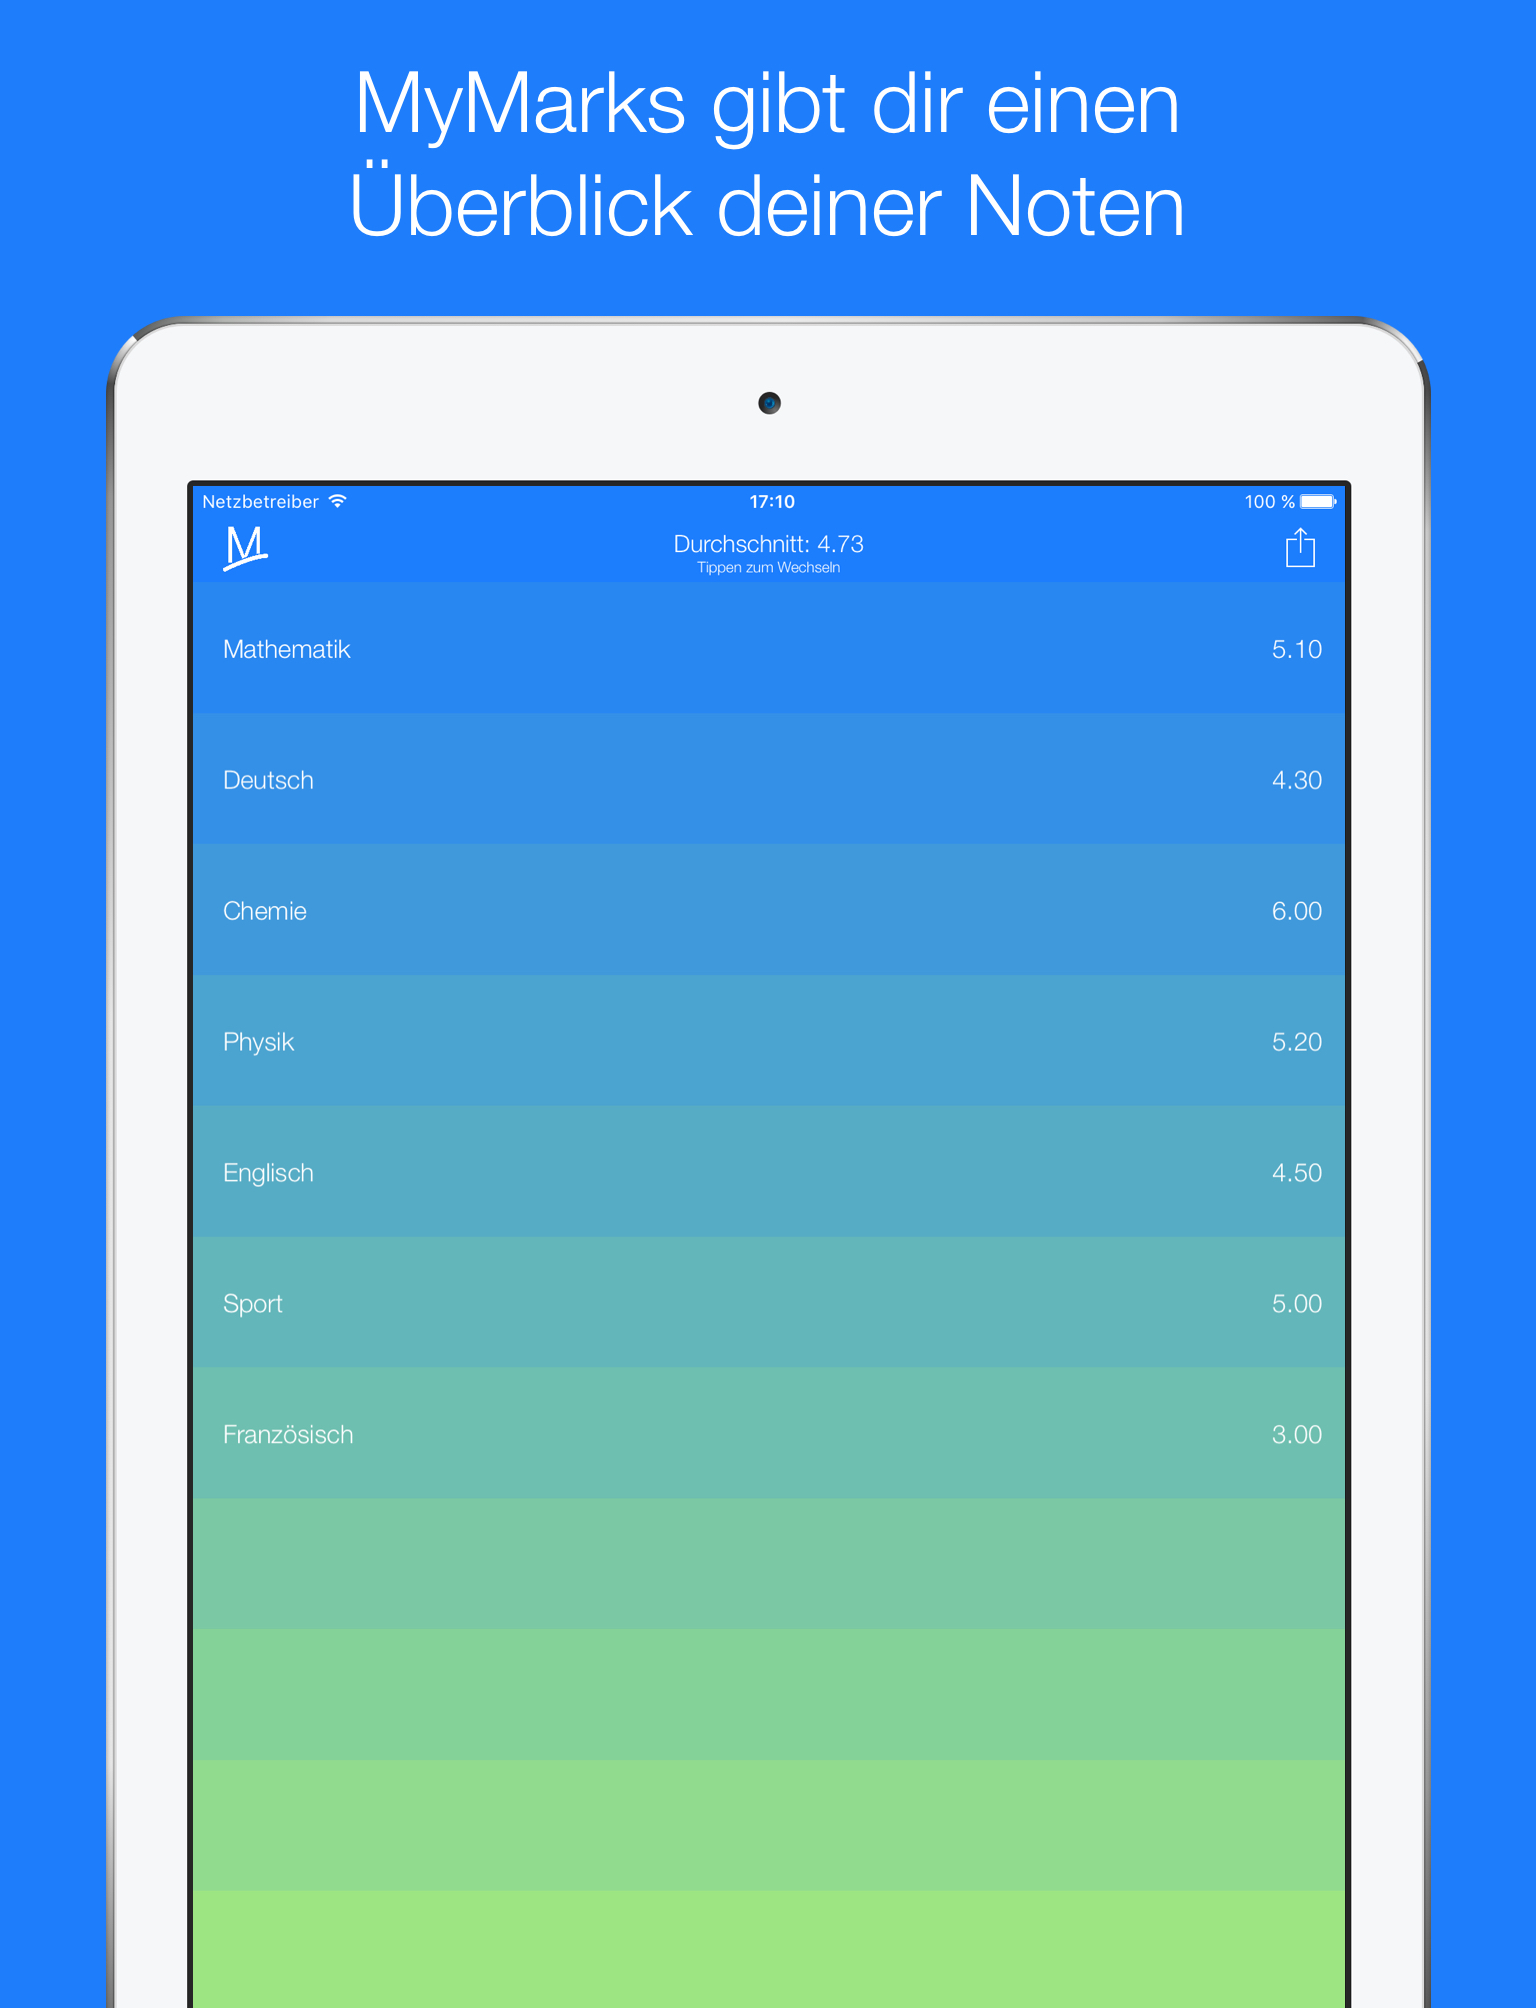 MyMarks gibt dir einen
Überblick deiner Noten
Netzbetreiber 17:10 100 %
M
Durchschnitt: 4.73
Tippen zum Wechseln
Mathematik 5.10
Deutsch 4.30
Chemie 6.00
Physik 5.20
Englisch 4.50
Sport 5.00
Französisch 3.00